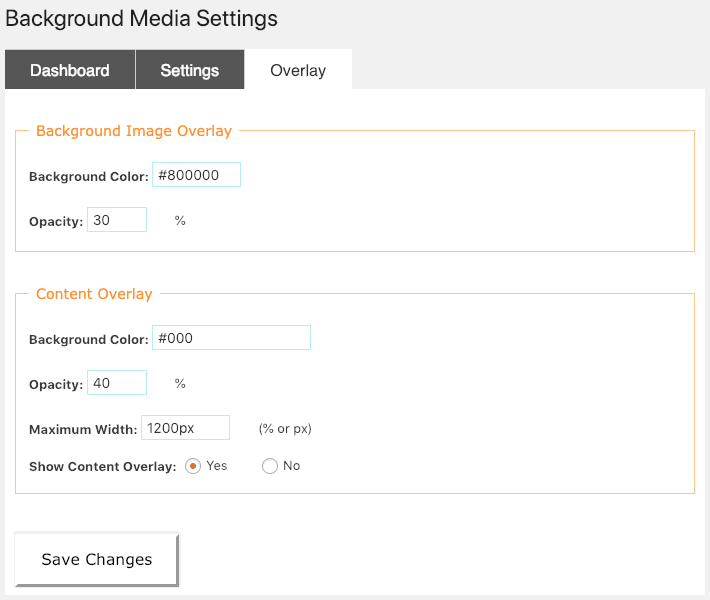 Background Media Settings
Dashboard Settings Overlay
Background Image Overlay
Background Color: #800000
Opacity: 30 %
Content Overlay
Background Color: #000
Opacity: 40 %
Maximum Width: 1200px (% or px)
Show Content Overlay: Yes No
Save Changes